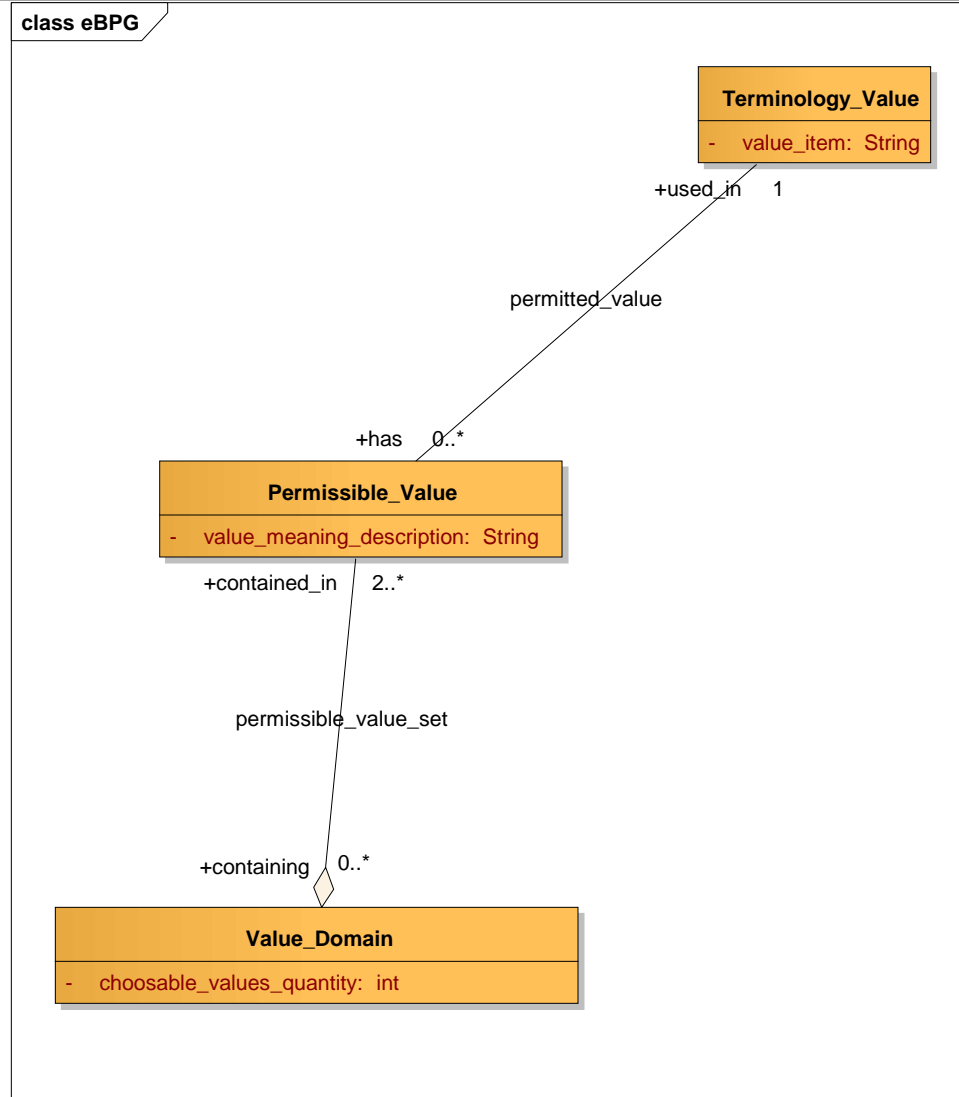 class eBPG
Terminology_Value
- value_item: String
+used_in 1
permitted_value
+has 0..*
Permissible_Value
- value_meaning_description: String
+contained_in 2..*
permissible_value_set
+containing 0..*
Value_Domain
- choosable_values_quantity: int